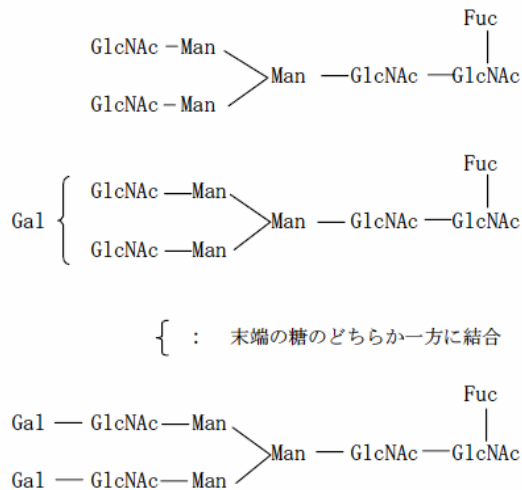 Fuc
GlcNAc－Man
Man ―GlcNAc ―GlcNAc
GlcNAc－Man
Fuc
GlcNAc ―Man
Gal { Man ― GlcNAc ―GlcNAc
GlcNAc ―Man
{ ： 末端の糖のどちらか一方に結合
Fuc
Gal ― GlcNAc―Man
Man ― GlcNAc―GlcNAc
Gal ― GlcNAc―Man